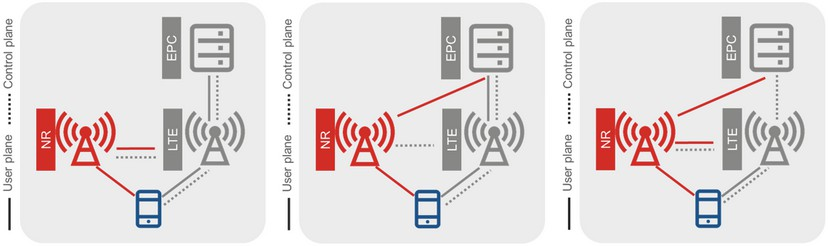 User plane Control plane
EPC
NR
LTE
User plane Control plane
EPC
NR
LTE
User plane Control plane
EPC
NR
LTE